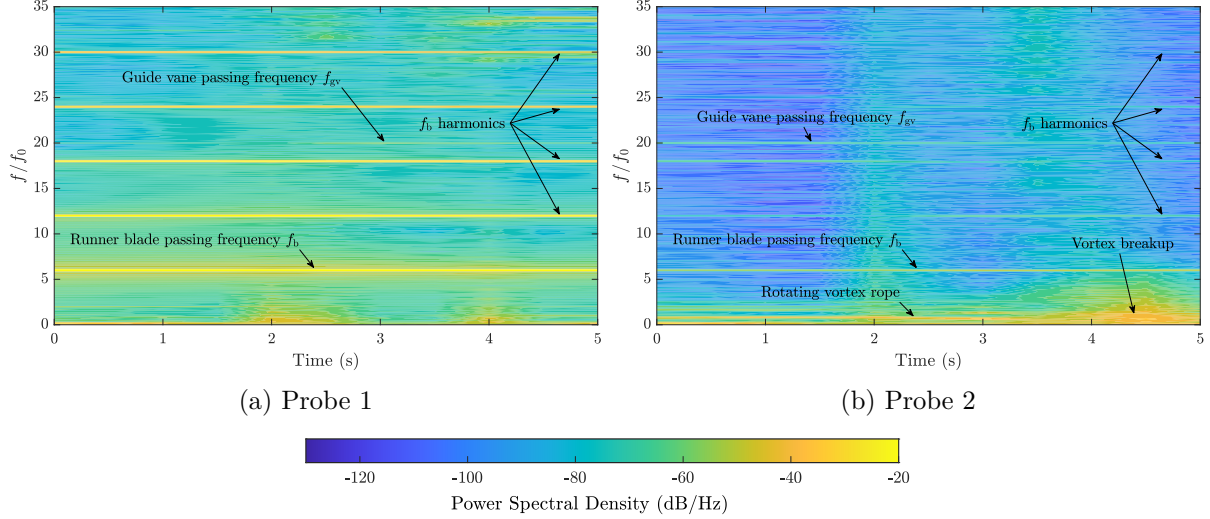 35
30
25
20
15
10
5
0
f/f0
Guide vane passing frequency fgv
fb harmonics
Runner blade passing frequency fb
0 1 2 3 4 5
Time (s)
(a) Probe 1
35
30
25
20
15
10
5
0
f/f0
Guide vane passing frequency fgv
fb harmonics
Runner blade passing frequency fb
Vortex breakup
Rotating vortex rope
0 1 2 3 4 5
Time (s)
(b) Probe 2
-120 -100 -80 -60 -40 -20
Power Spectral Density (dB/Hz)